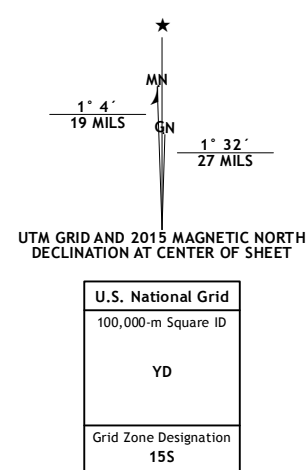 MN
1° 4´
19 MILS
GN
1° 32´
27 MILS
UTM GRID AND 2015 MAGNETIC NORTH
DECLINATION AT CENTER OF SHEET
U.S. National Grid
100,000-m Square ID
YD
Grid Zone Designation
15S